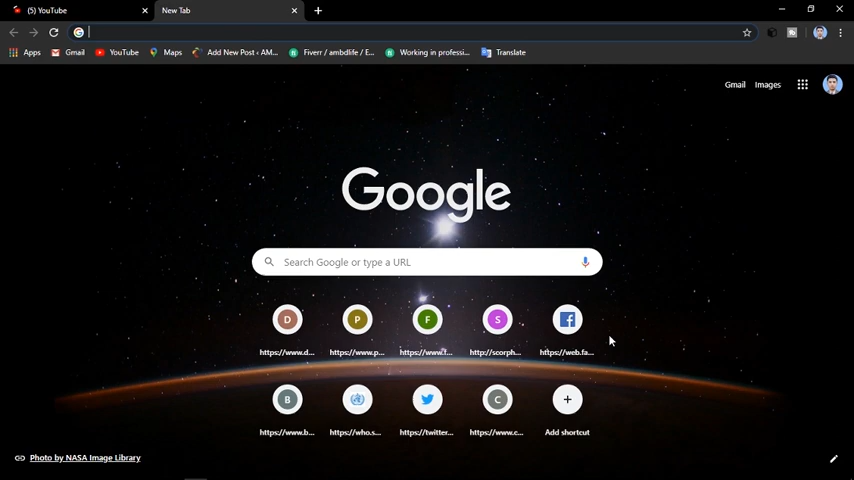 (5) YouTube
New Tab
Apps Gmail YouTube Maps Add New Post ‹ AM... Fiverr / ambdlife / E... Working in professi... Translate
Gmail Images
Google
Search Google or type a URL
D P F S
https://www.d... https://www.p... https://www.f... http://scorph... https://web.fa...
B C
https://www.b... https://who.s... https://twitter... https://www.c... Add shortcut
Photo by NASA Image Library